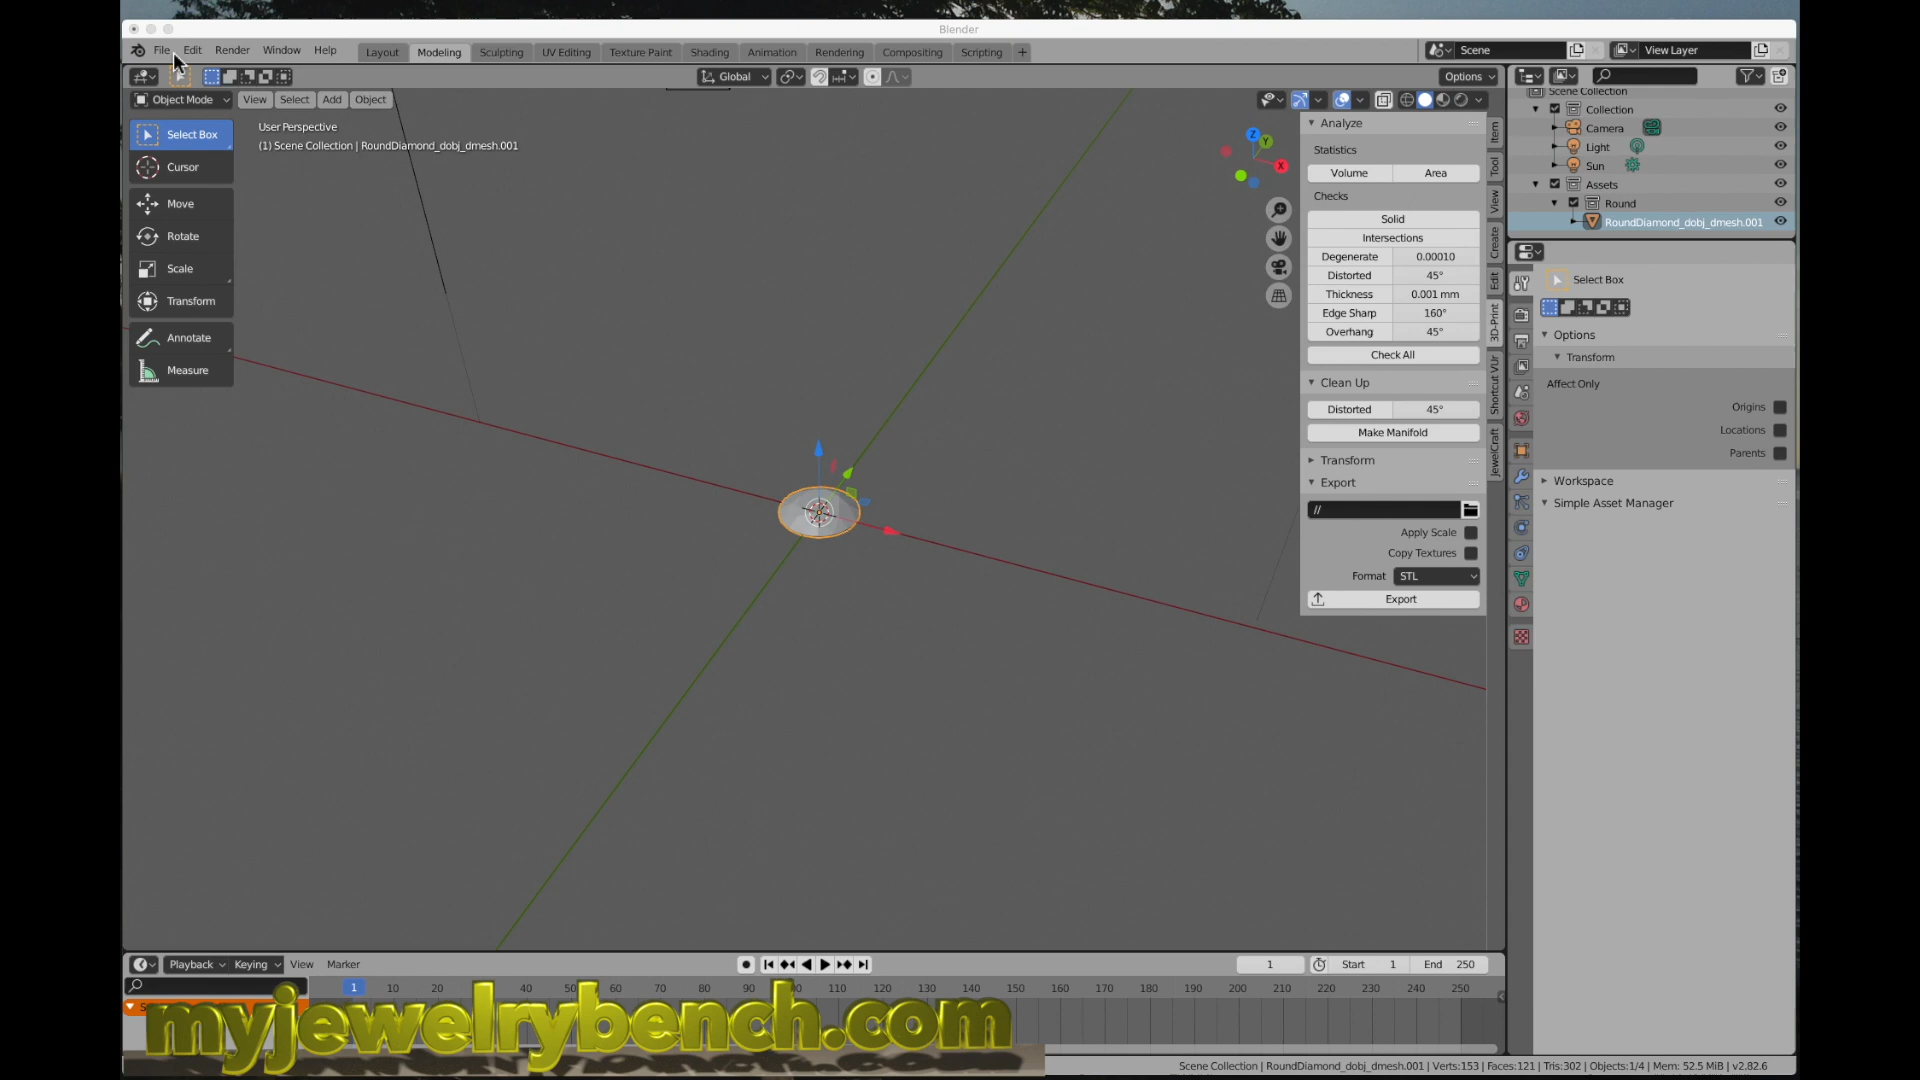 Blender
File Edit Render Window Help Layout Modeling Sculpting UV Editing Texture Paint Shading Animation Rendering Compositing Scripting + Scene View Layer
Global Options
Object Mode View Select Add Object
User Perspective
(1) Scene Collection | RoundDiamond_dobj_dmesh.001
Select Box
Cursor
Move
Rotate
Scale
Transform
Annotate
Measure
Z
Y
X
Analyze
Statistics
Volume Area
Checks
Solid
Intersections
Degenerate 0.00010
Distorted 45°
Thickness 0.001 mm
Edge Sharp 160°
Overhang 45°
Check All
Clean Up
Distorted 45°
Make Manifold
Transform
Export
//
Apply Scale
Copy Textures
Format STL
Export
Item
Tool
View
Create
Edit
3D-Print
Shortcut VUr
JewelCraft
Scene Collection
Collection
Camera
Light
Sun
Assets
Round
RoundDiamond_dobj_dmesh.001
Select Box
Options
Transform
Affect Only
Origins
Locations
Parents
Workspace
Simple Asset Manager
Playback Keying View Marker 1 Start 1 End 250
1 10 20 30 40 50 60 70 80 90 100 110 120 130 140 150 160 170 180 190 200 210 220 230 240 250
myjewelrybench.com
Scene Collection | RoundDiamond_dobj_dmesh.001 | Verts:153 | Faces:121 | Tris:302 | Objects:1/4 | Mem: 52.5 MiB | v2.82.6